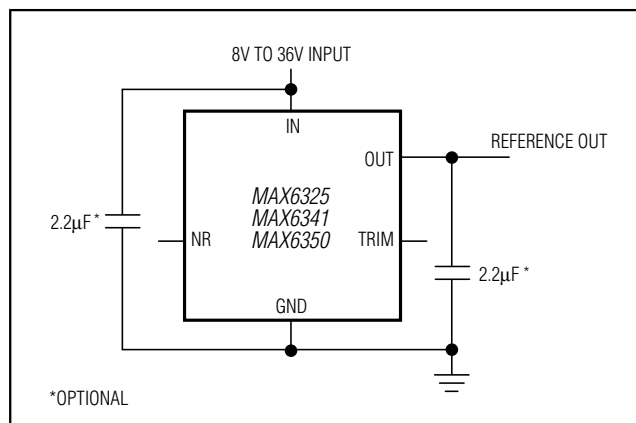 8V TO 36V INPUT
IN
OUT
REFERENCE OUT
MAX6325
MAX6341
MAX6350
2.2µF*
NR
TRIM
2.2µF *
GND
*OPTIONAL